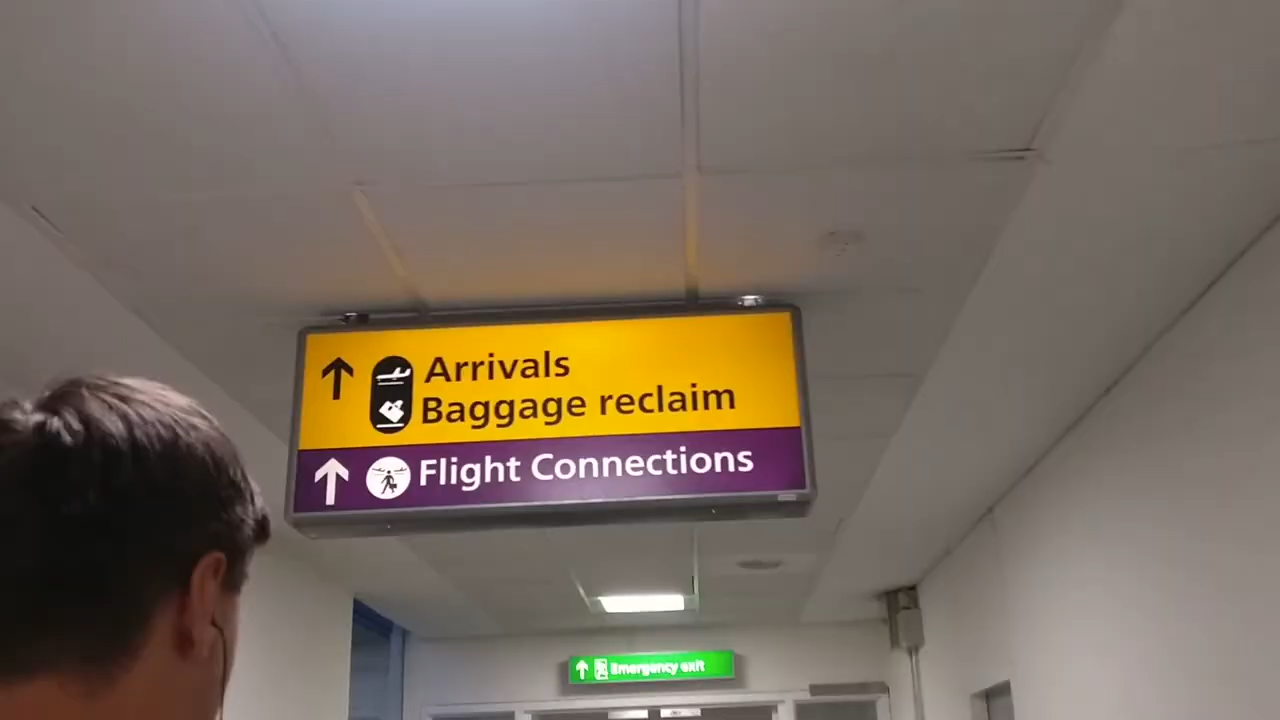 Arrivals
Baggage reclaim
Flight Connections
Emergency exit